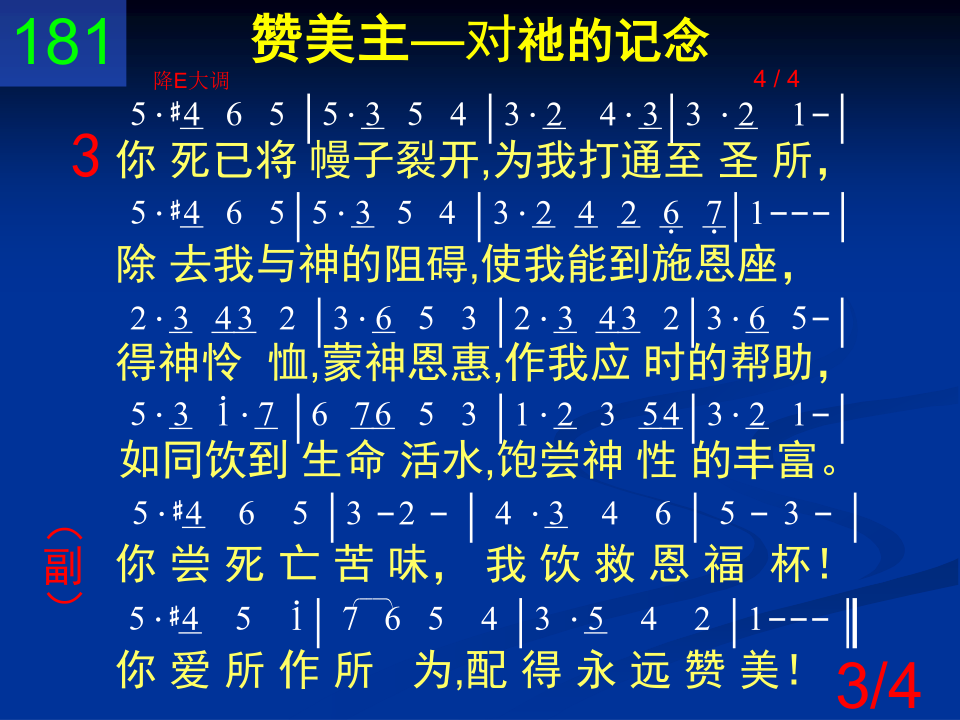 181
赞美主—对祂的记念
降E大调 4 / 4
5·#4 6 5│5·3 5 4│3·2 4·3│3 ·2 1-│
3 你 死已将 幔子裂开,为我打通至 圣 所，
5·#4 6 5│5·3 5 4│3·2 4 2 6̣ 7̣│1---│
除 去我与神的阻碍,使我能到施恩座，
2·3 43 2│3·6 5 3│2·3 43 2│3·6 5-│
得神怜 恤,蒙神恩惠,作我应 时的帮助，
5·3 i·7│6 76 5 3│1·2 3 54│3·2 1-│
如同饮到 生命 活水,饱尝神 性 的丰富。
5·#4 6 5│3 -2 -│4 ·3 4 6│5 - 3 -│
（副） 你 尝 死 亡 苦 味， 我 饮 救 恩 福 杯！
5·#4 5 i│7 6 5 4│3 ·5 4 2│1---‖
你 爱 所 作 所 为,配 得 永 远 赞 美！
3/4